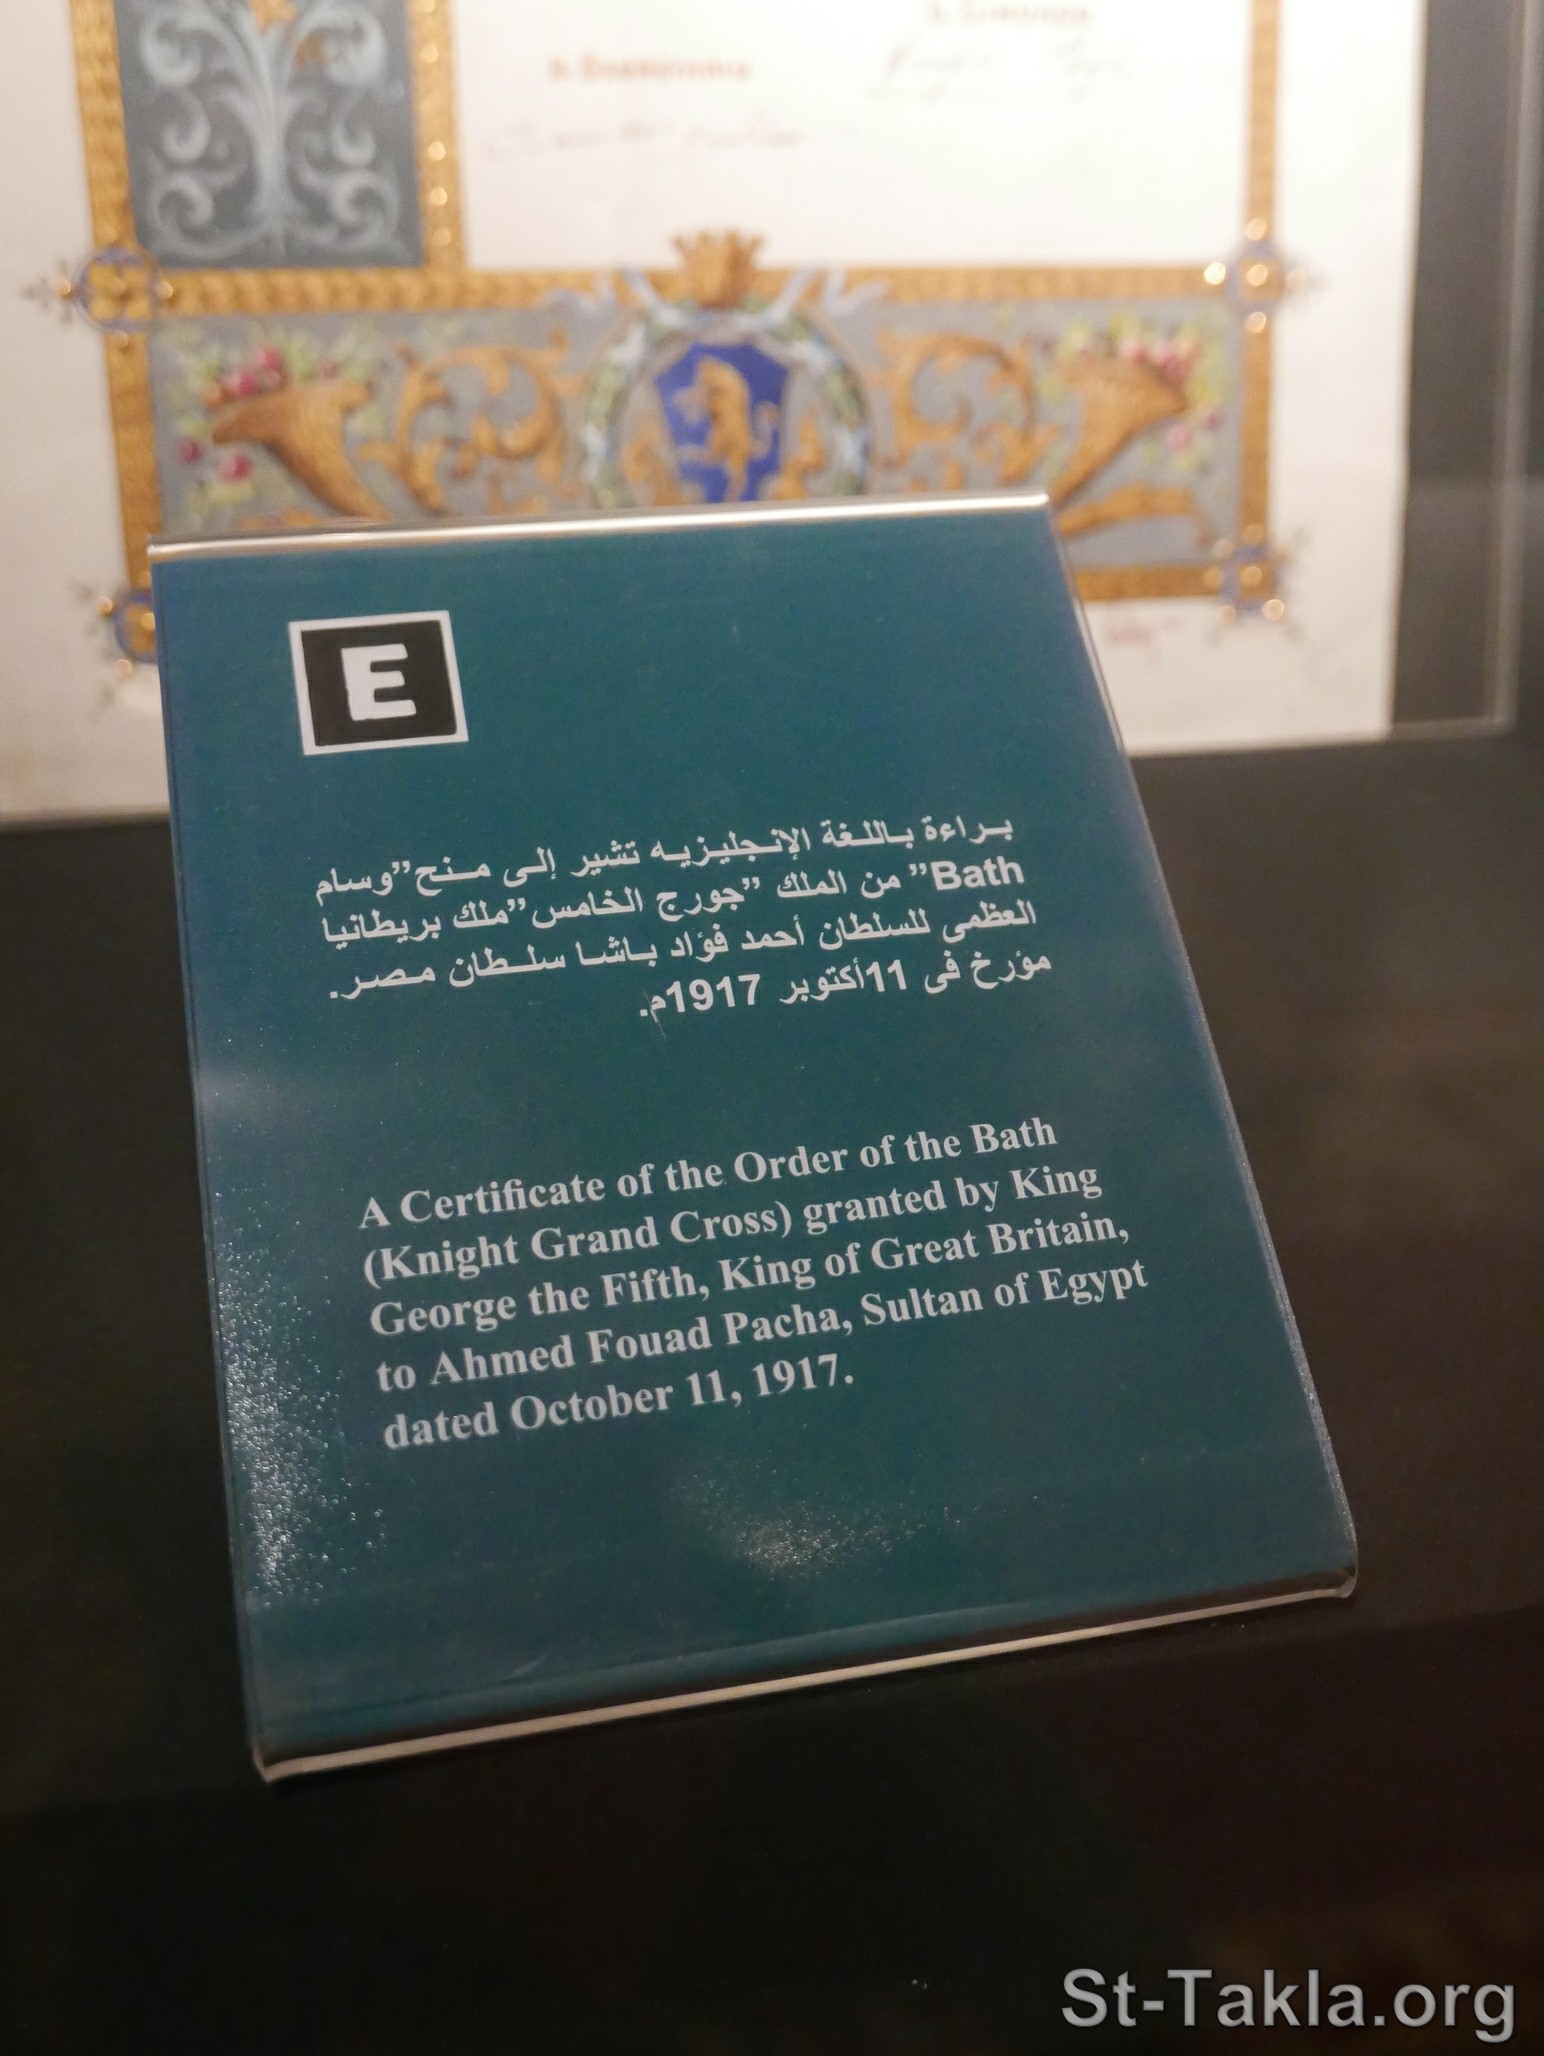 E
بـراءة باللغة الإنجليزيه تشير إلى منح"وسام
Bath" من الملك "جورج الخامس"ملك بريطانيا
العظمى للسلطان أحمد فؤاد باشا سلطان مصر.
مؤرخ فى 11أكتوبر 1917م.
A Certificate of the Order of the Bath
(Knight Grand Cross) granted by King
George the Fifth, King of Great Britain,
to Ahmed Fouad Pacha, Sultan of Egypt
dated October 11, 1917.
St-Takla.org